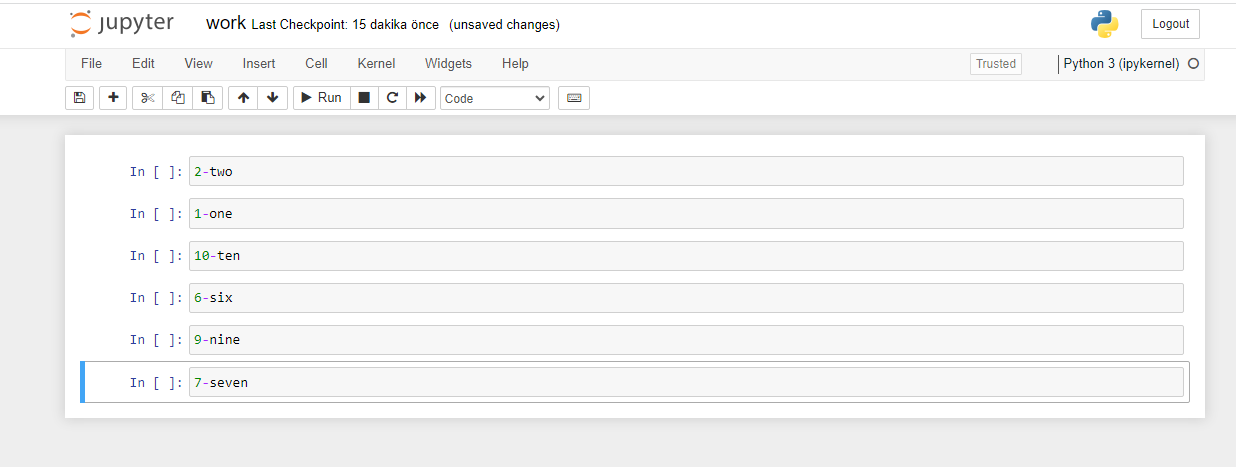 jupyter work Last Checkpoint: 15 dakika önce (unsaved changes) Logout
File Edit View Insert Cell Kernel Widgets Help Trusted Python 3 (ipykernel)
Run Code
In [ ]: 2-two
In [ ]: 1-one
In [ ]: 10-ten
In [ ]: 6-six
In [ ]: 9-nine
In [ ]: 7-seven